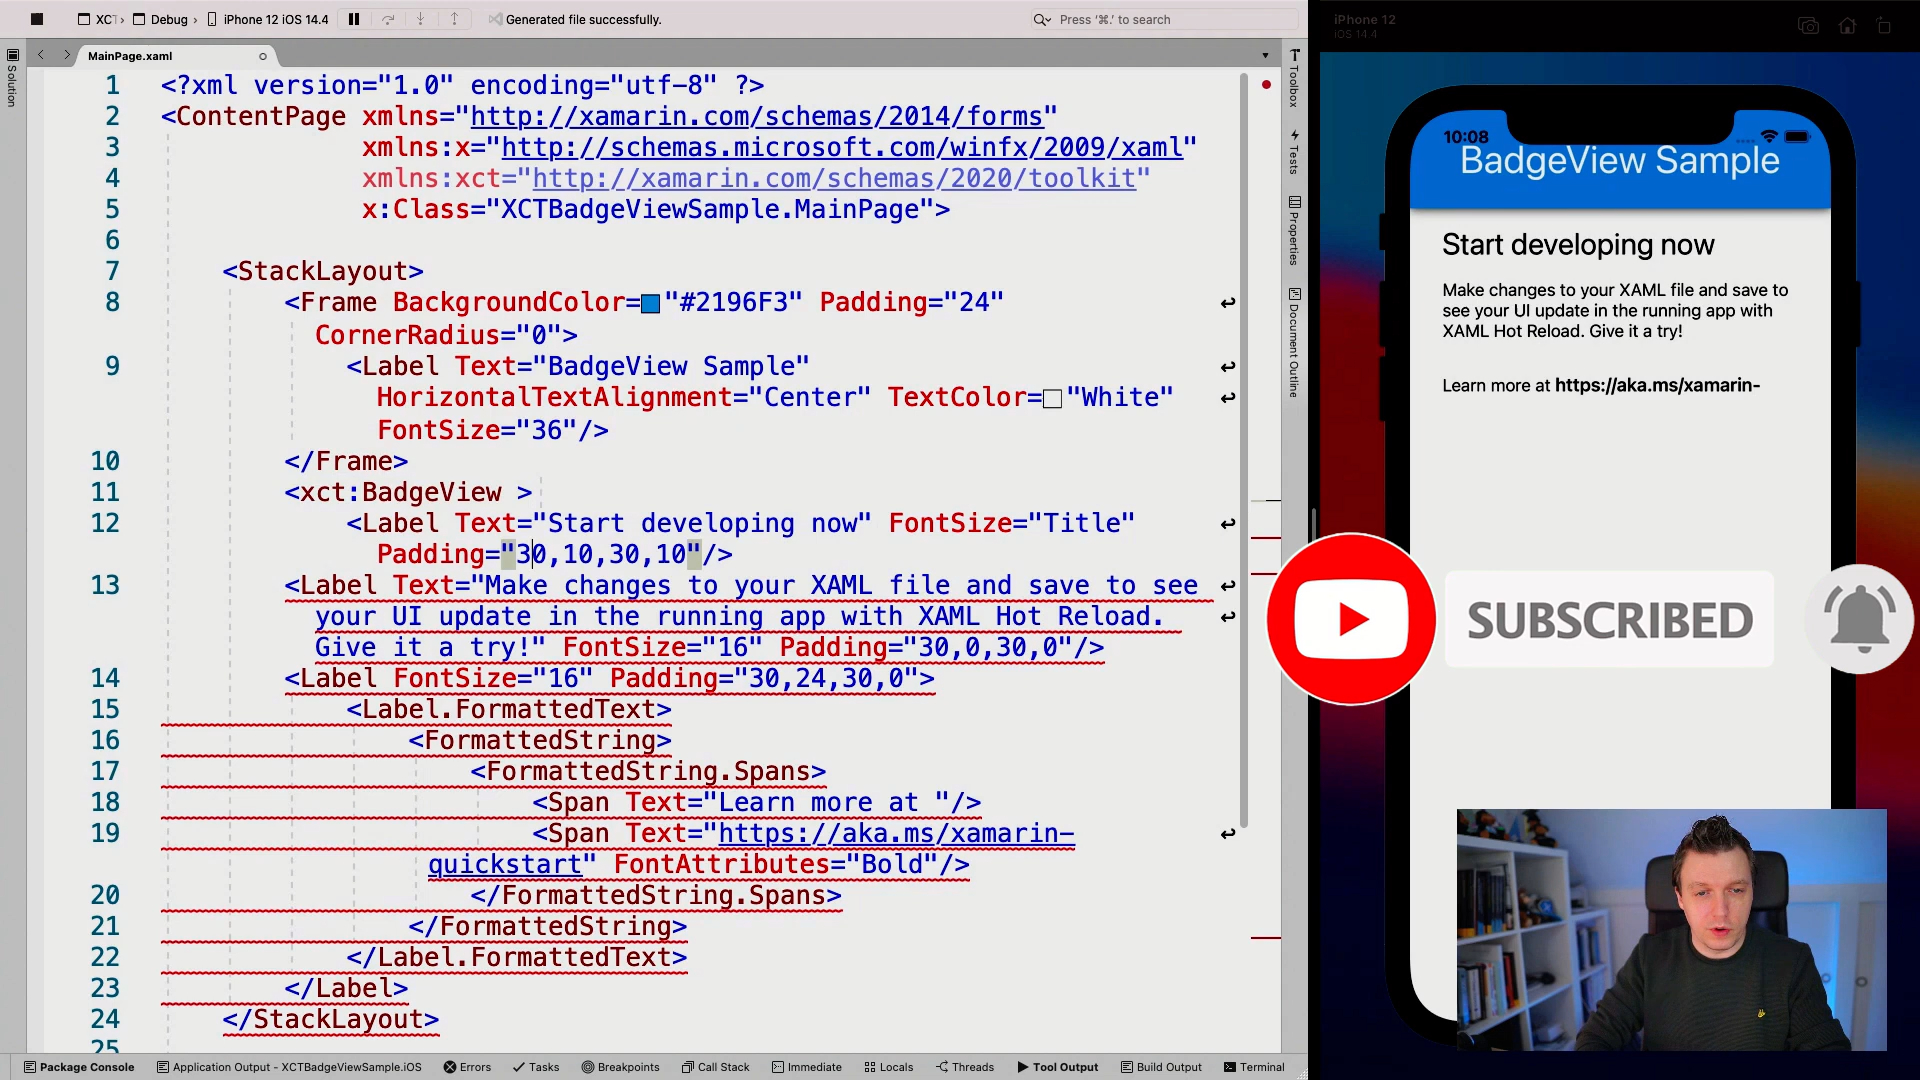 XCT
Debug
iPhone 12 iOS 14.4
Generated file successfully.
Press '⌘.' to search
Solution
MainPage.xaml
1 <?xml version="1.0" encoding="utf-8" ?>
2 <ContentPage xmlns="http://xamarin.com/schemas/2014/forms"
3 xmlns:x="http://schemas.microsoft.com/winfx/2009/xaml"
4 xmlns:xct="http://xamarin.com/schemas/2020/toolkit"
5 x:Class="XCTBadgeViewSample.MainPage">
6
7 <StackLayout>
8 <Frame BackgroundColor="#2196F3" Padding="24"
CornerRadius="0">
9 <Label Text="BadgeView Sample"
HorizontalTextAlignment="Center" TextColor="White"
FontSize="36"/>
10 </Frame>
11 <xct:BadgeView >
12 <Label Text="Start developing now" FontSize="Title"
Padding="30,10,30,10"/>
13 <Label Text="Make changes to your XAML file and save to see
your UI update in the running app with XAML Hot Reload.
Give it a try!" FontSize="16" Padding="30,0,30,0"/>
14 <Label FontSize="16" Padding="30,24,30,0">
15 <Label.FormattedText>
16 <FormattedString>
17 <FormattedString.Spans>
18 <Span Text="Learn more at "/>
19 <Span Text="https://aka.ms/xamarin-
quickstart" FontAttributes="Bold"/>
20 </FormattedString.Spans>
21 </FormattedString>
22 </Label.FormattedText>
23 </Label>
24 </StackLayout>
25
Toolbox
Tests
Properties
Document Outline
Package Console
Application Output - XCTBadgeViewSample.iOS
Errors
Tasks
Breakpoints
Call Stack
Immediate
Locals
Threads
Tool Output
Build Output
Terminal
iPhone 12
iOS 14.4
10:08
BadgeView Sample
Start developing now
Make changes to your XAML file and save to
see your UI update in the running app with
XAML Hot Reload. Give it a try!
Learn more at https://aka.ms/xamarin-
SUBSCRIBED